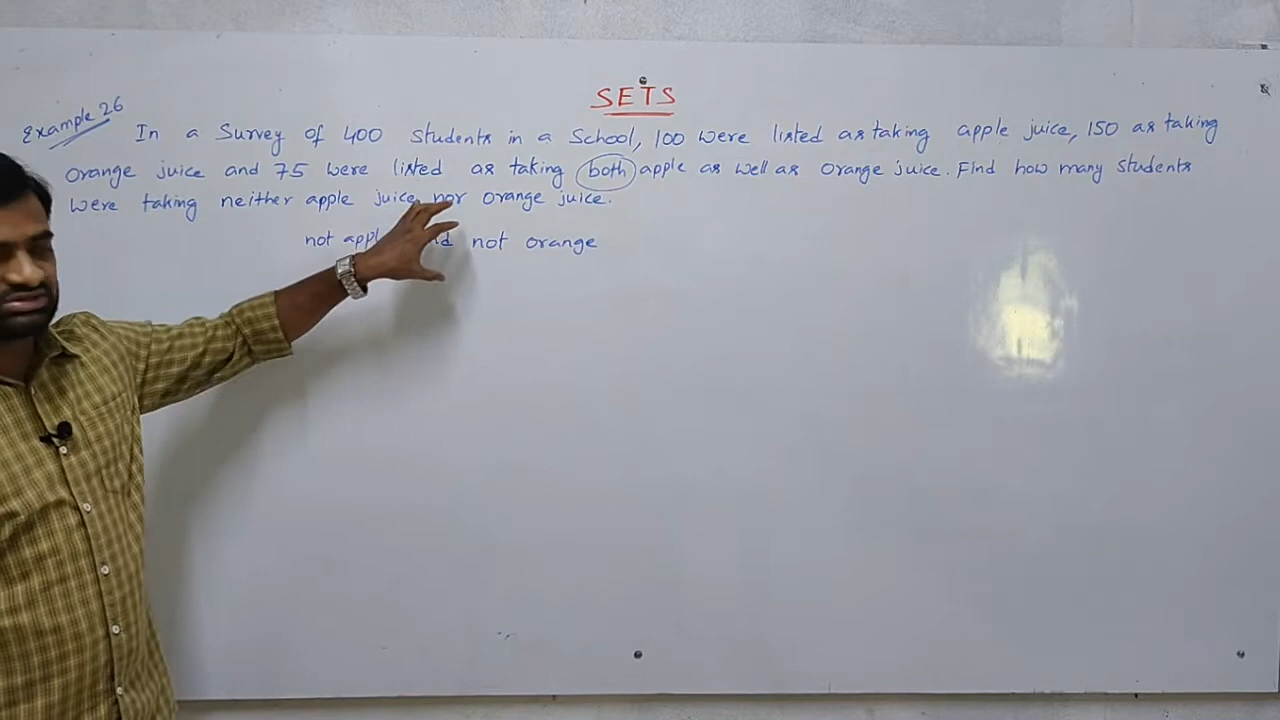 SETS
Example 26
In a Survey of 400 students in a School, 100 were listed as taking apple juice, 150 as taking
orange juice and 75 were listed as taking both apple as well as orange juice. Find how many students
were taking neither apple juice nor orange juice.
not not orange